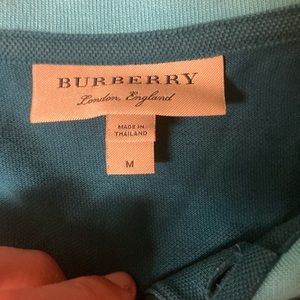 BURBERRY
London, England
MADE IN
THAILAND
M